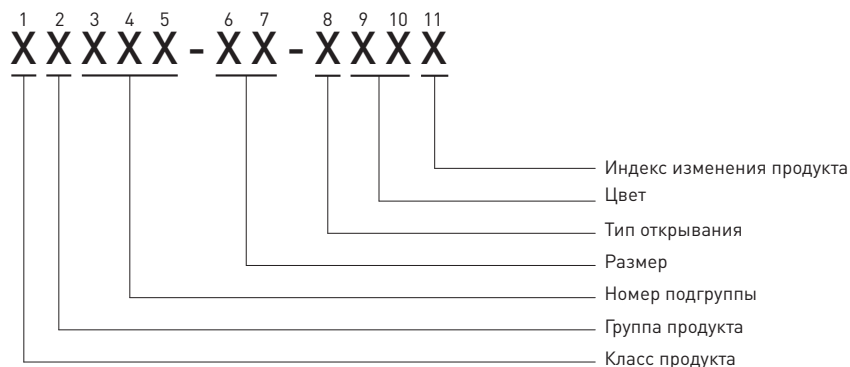 1 2 3 4 5 6 7 8 9 10 11
X X X X X - X X - X X X X
Индекс изменения продукта
Цвет
Тип открывания
Размер
Номер подгруппы
Группа продукта
Класс продукта